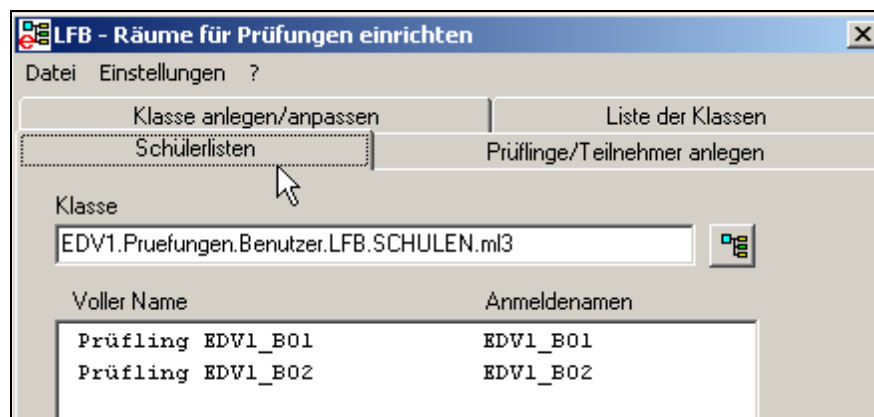 LFB - Räume für Prüfungen einrichten
Datei Einstellungen ?
Klasse anlegen/anpassen Liste der Klassen
Schülerlisten Prüflinge/Teilnehmer anlegen
Klasse
EDV1.Pruefungen.Benutzer.LFB.SCHULEN.ml3
Voller Name Anmeldenamen
Prüfling EDV1_B01 EDV1_B01
Prüfling EDV1_B02 EDV1_B02